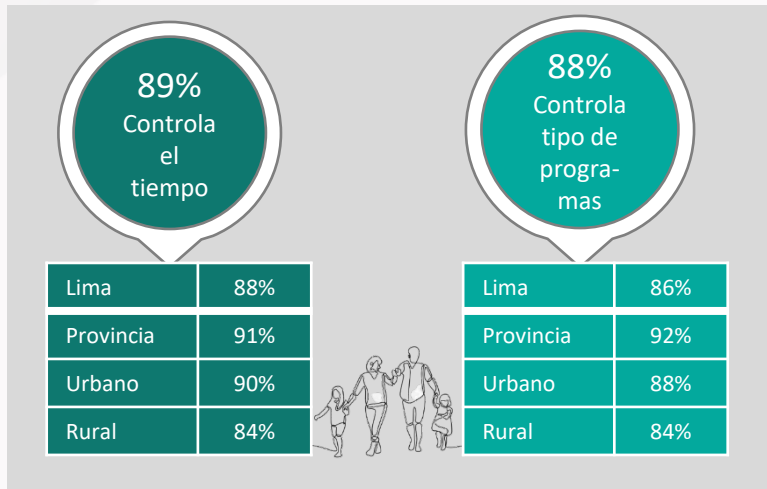 89%
Controla
el
tiempo
Lima 88%
Provincia 91%
Urbano 90%
Rural 84%
88%
Controla
tipo de
progra-
mas
Lima 86%
Provincia 92%
Urbano 88%
Rural 84%